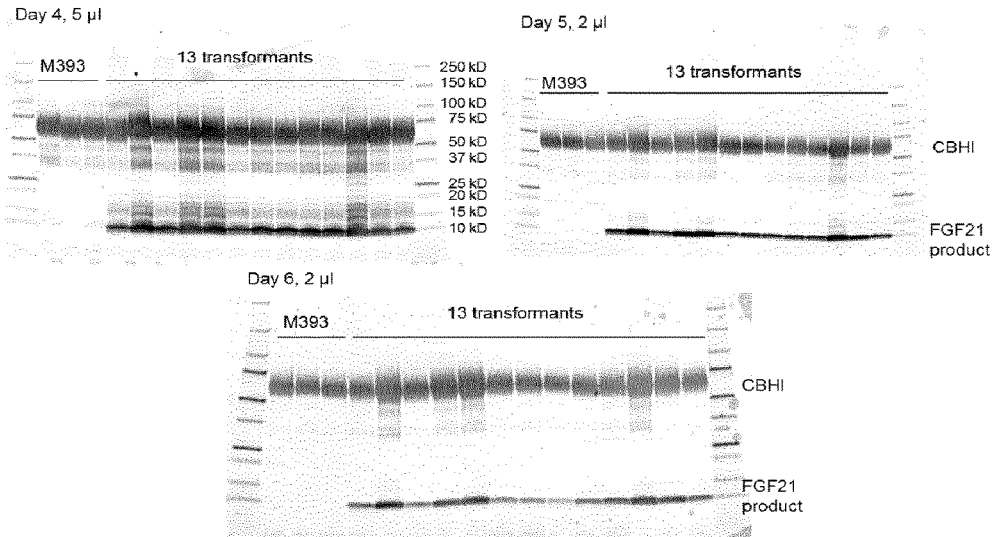 Day 4, 5 µl
M393
13 transformants
250 kD
150 kD
100 kD
75 kD
50 kD
37 kD
25 kD
20 kD
15 kD
10 kD
Day 5, 2 µl
M393
13 transformants
CBHI
FGF21
product
Day 6, 2 µl
M393
13 transformants
CBHI
FGF21
product